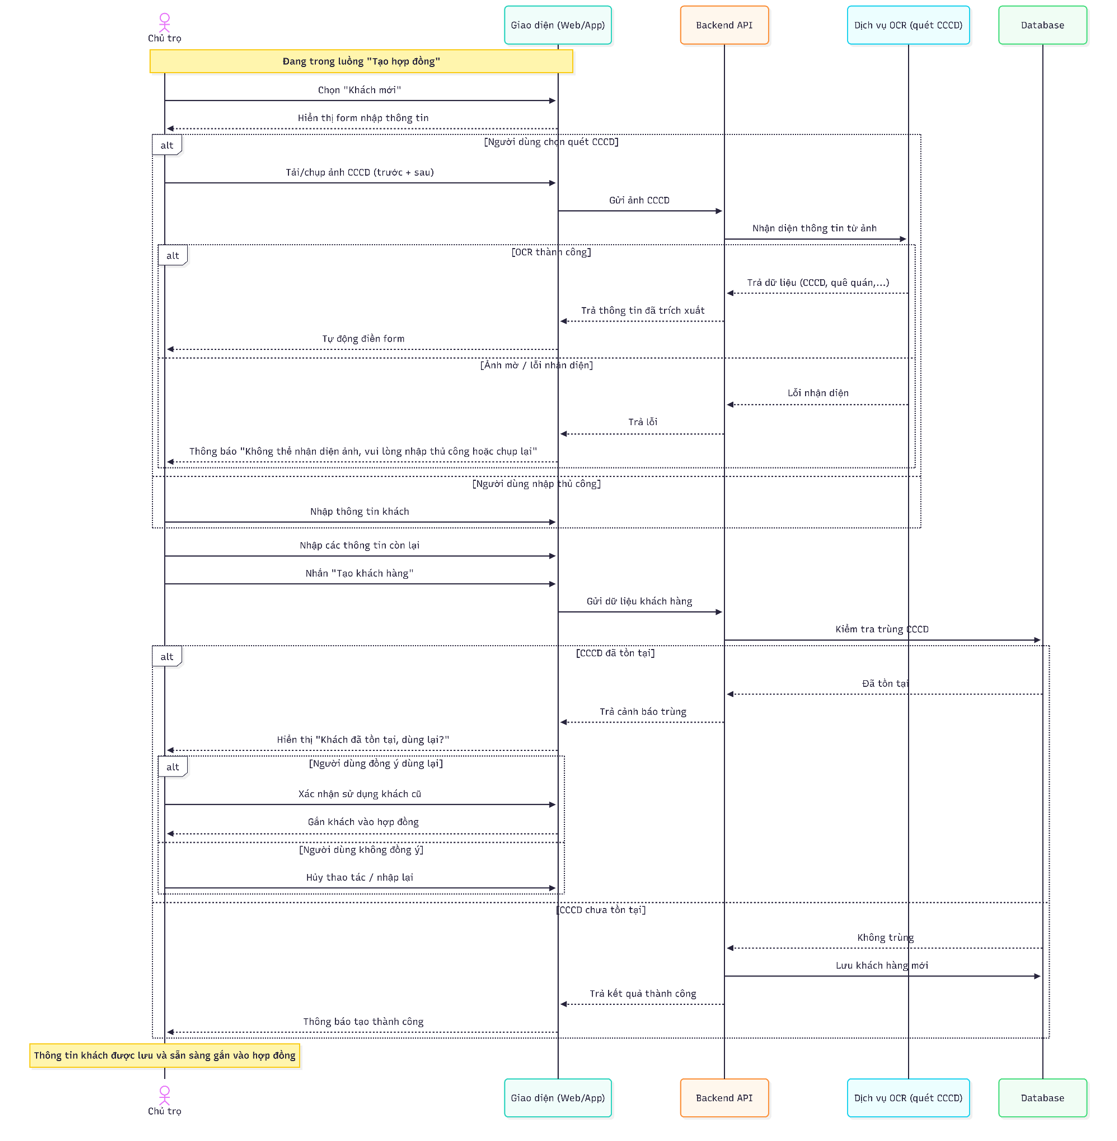 Chủ trọ
Giao diện (Web/App)
Backend API
Dịch vụ OCR (quét CCCD)
Database
Đang trong luồng "Tạo hợp đồng"
Chọn "Khách mới"
Hiển thị form nhập thông tin
alt
[Người dùng chọn quét CCCD]
Tải/chụp ảnh CCCD (trước + sau)
Gửi ảnh CCCD
Nhận diện thông tin từ ảnh
alt
[OCR thành công]
Trả dữ liệu (CCCD, quê quán,...)
Trả thông tin đã trích xuất
Tự động điền form
[Ảnh mờ / lỗi nhận diện]
Lỗi nhận diện
Trả lỗi
Thông báo "Không thể nhận diện ảnh, vui lòng nhập thủ công hoặc chụp lại"
[Người dùng nhập thủ công]
Nhập thông tin khách
Nhập các thông tin còn lại
Nhấn "Tạo khách hàng"
Gửi dữ liệu khách hàng
Kiểm tra trùng CCCD
alt
[CCCD đã tồn tại]
Đã tồn tại
Trả cảnh báo trùng
Hiển thị "Khách đã tồn tại, dùng lại?"
alt
[Người dùng đồng ý dùng lại]
Xác nhận sử dụng khách cũ
Gắn khách vào hợp đồng
[Người dùng không đồng ý]
Hủy thao tác / nhập lại
[CCCD chưa tồn tại]
Không trùng
Lưu khách hàng mới
Trả kết quả thành công
Thông báo tạo thành công
Thông tin khách được lưu và sẵn sàng gắn vào hợp đồng
Chủ trọ
Giao diện (Web/App)
Backend API
Dịch vụ OCR (quét CCCD)
Database